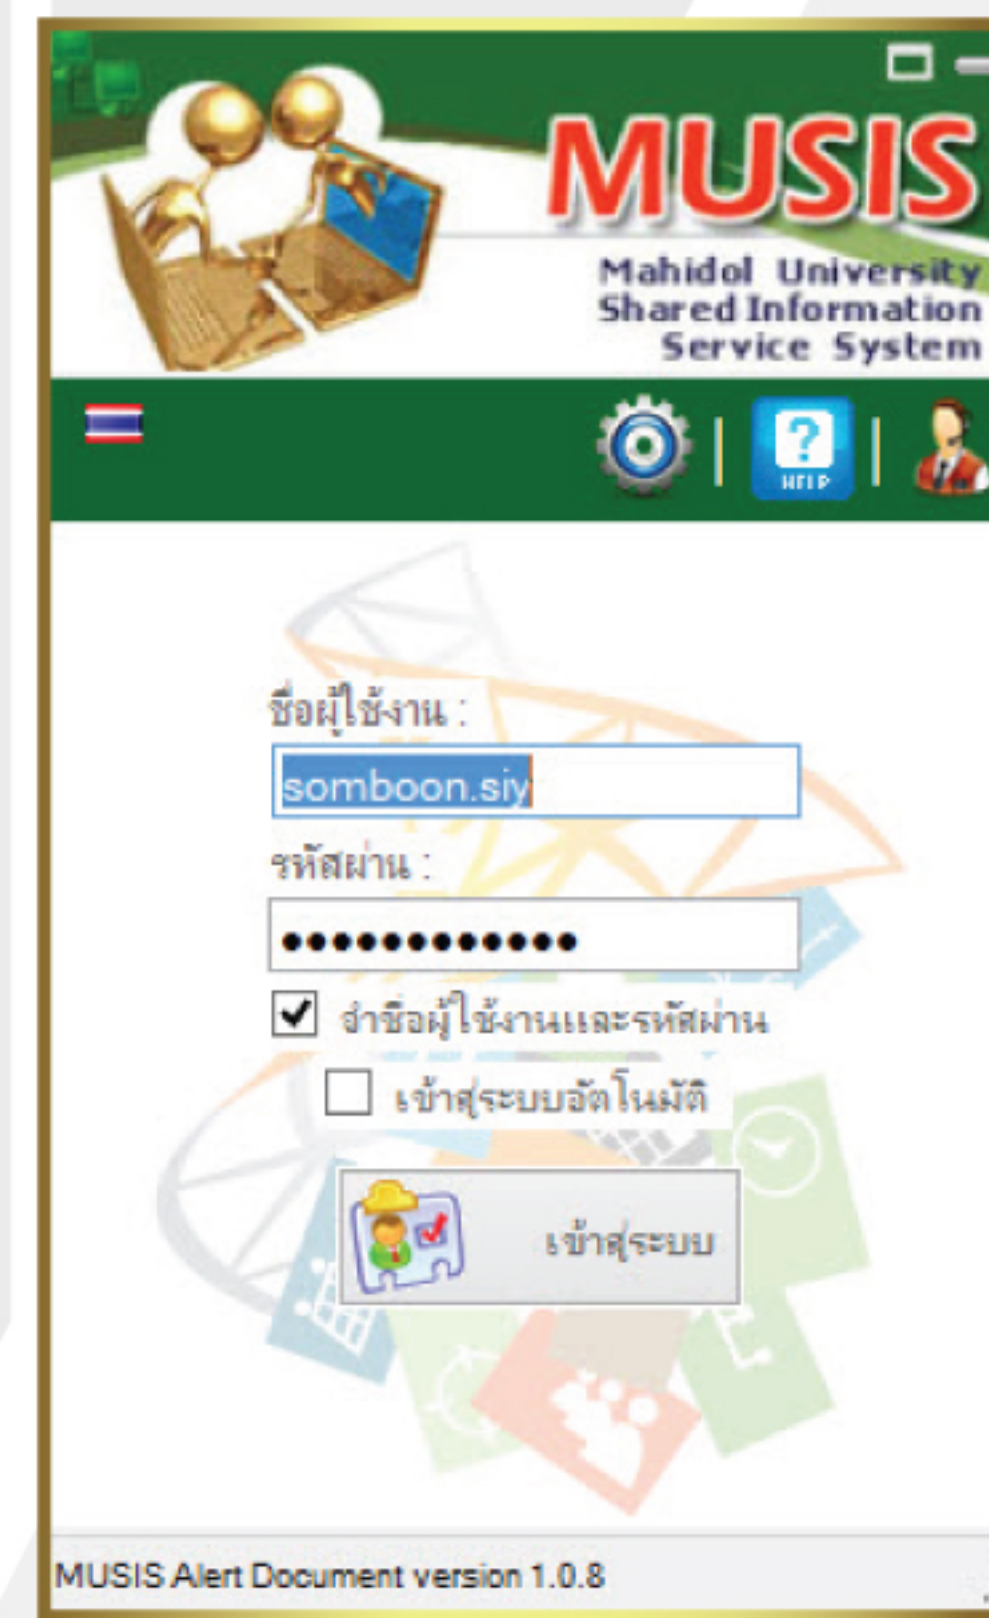 MUSIS
Mahidol University
Shared Information
Service System
?
HELP
ชื่อผู้ใช้งาน :
somboon.siy
รหัสผ่าน :
••••••••••••
จำชื่อผู้ใช้งานและรหัสผ่าน
เข้าสู่ระบบอัตโนมัติ
เข้าสู่ระบบ
MUSIS Alert Document version 1.0.8